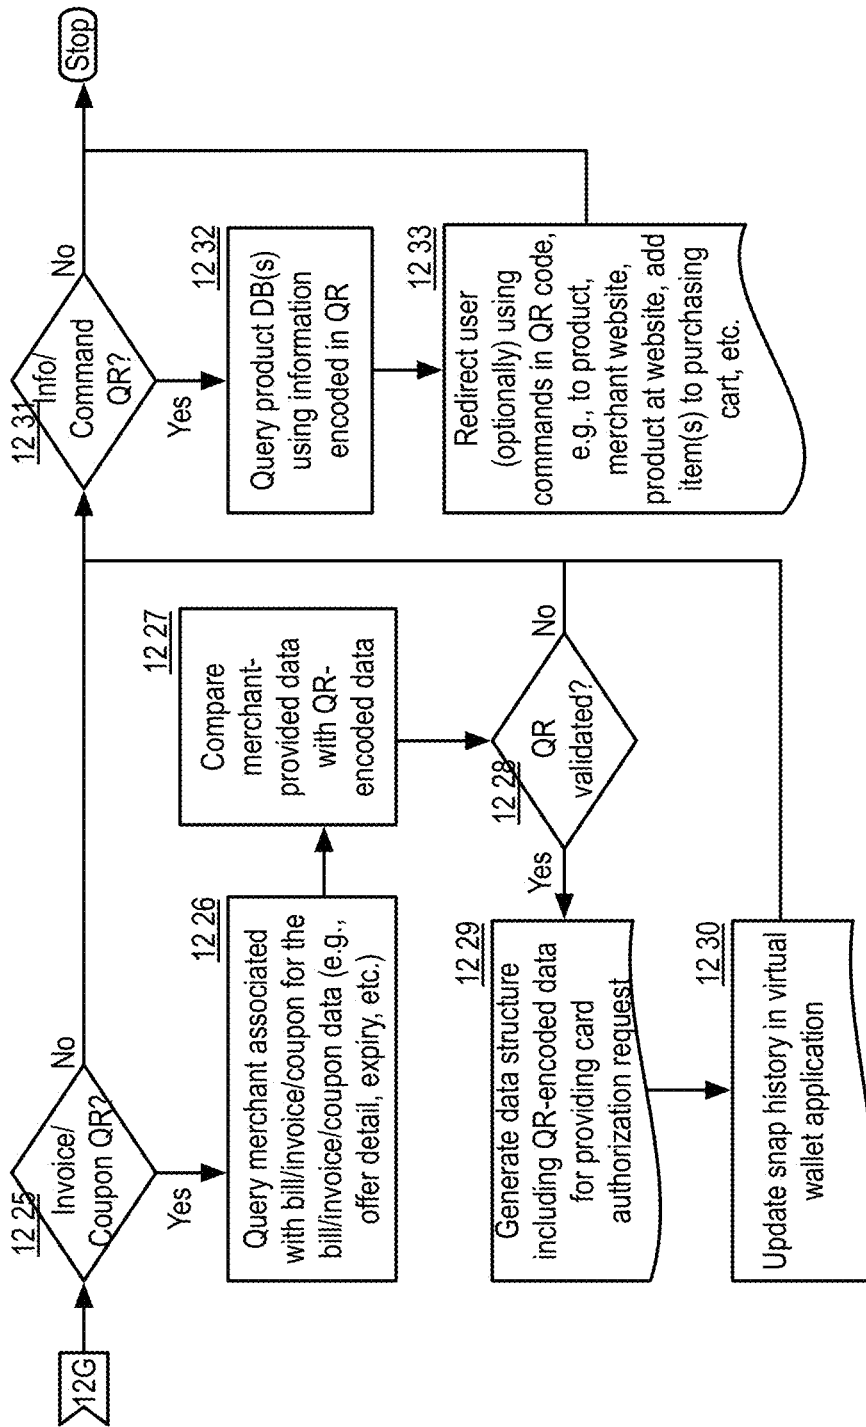 12G
12 25
Invoice/
Coupon QR?
No
Yes
12 26
Query merchant associated
with bill/invoice/coupon for the
bill/invoice/coupon data (e.g.,
offer detail, expiry, etc.)
12 27
Compare
merchant-
provided data
with QR-
encoded data
12 28
QR
validated?
No
Yes
12 29
Generate data structure
including QR-encoded data
for providing card
authorization request
12 30
Update snap history in virtual
wallet application
12 31
Info/
Command
QR?
No
Yes
12 32
Query product DB(s)
using information
encoded in QR
12 33
Redirect user
(optionally) using
commands in QR code,
e.g., to product,
merchant website,
product at website, add
item(s) to purchasing
cart, etc.
Stop